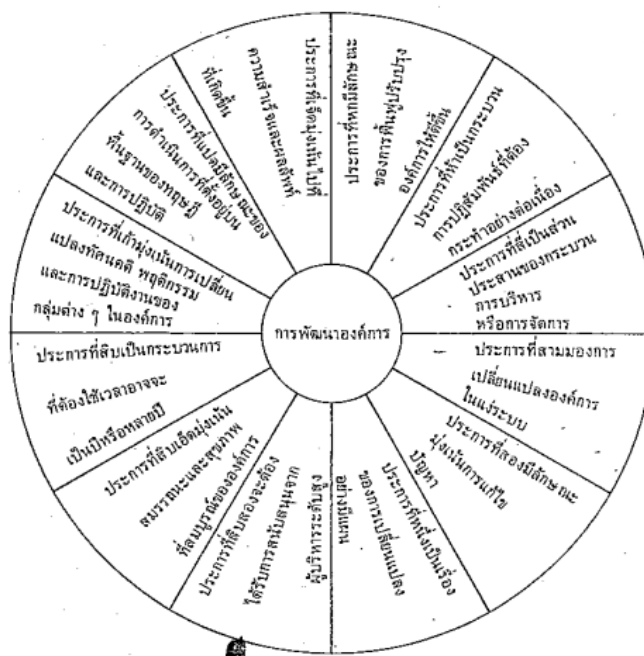 การพัฒนาองค์การ
ประการที่หนึ่งเป็นเรื่อง
ของการเปลี่ยนแปลง
อย่างมีแผน
ประการที่สองมีลักษณะ
มุ่งเน้นการแก้ไข
ปัญหา
ประการที่สามมองการ
เปลี่ยนแปลงองค์การ
ในแง่ระบบ
ประการที่สี่เป็นส่วน
ประสานของกระบวน
การบริหาร
หรือการจัดการ
ประการที่ห้าเป็นกระบวน
การปฏิสัมพันธ์ที่ต้อง
กระทำอย่างต่อเนื่อง
ประการที่หกมีลักษณะ
ของการฟื้นฟูปรับปรุง
องค์การให้ดีขึ้น
ประการที่เจ็ดมุ่งเน้นไปที่
ความสำเร็จและผลลัพท์
ที่เกิดขึ้น
ประการที่แปดมีลักษณะของ
การดำเนินการที่ตั้งอยู่บน
พื้นฐานของทฤษฎี
และการปฏิบัติ
ประการที่เก้ามุ่งเน้นการเปลี่ยน
แปลงทัศนคติ พฤติกรรม
และการปฏิบัติงานของ
กลุ่มต่าง ๆ ในองค์การ
ประการที่สิบเป็นกระบวนการ
ที่ต้องใช้เวลาอาจจะ
เป็นปีหรือหลายปี
ประการที่สิบเอ็ดมุ่งเน้น
สมรรถนะและสุขภาพ
ที่สมบูรณ์ขององค์การ
ประการที่สิบสองจะต้อง
ได้รับการสนับสนุนจาก
ผู้บริหารระดับสูง